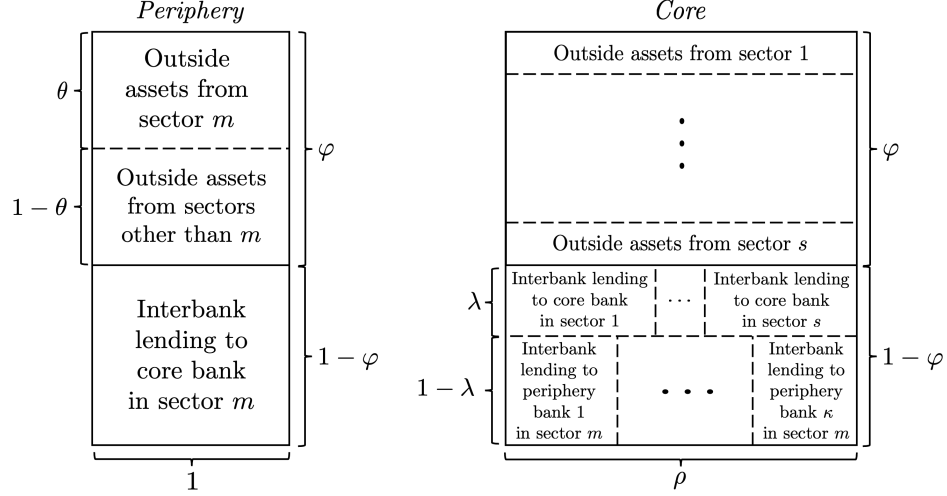 Periphery
Outside
assets from
sector m
Outside assets
from sectors
other than m
Interbank
lending to
core bank
in sector m
θ
1 − θ
φ
1 − φ
1
Core
Outside assets from sector 1
⋮
Outside assets from sector s
Interbank lending
to core bank
in sector 1
···
Interbank lending
to core bank
in sector s
Interbank
lending to
periphery
bank 1
in sector m
• • •
Interbank
lending to
periphery
bank κ
in sector m
λ
1 − λ
φ
1 − φ
ρ